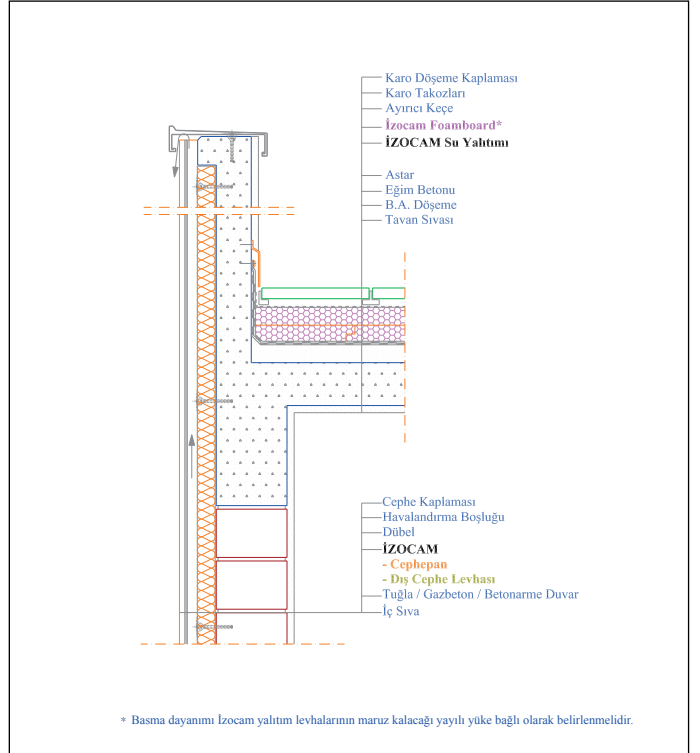 Karo Döşeme Kaplaması
Karo Takozları
Ayırıcı Keçe
İzocam Foamboard*
İZOCAM Su Yalıtımı
Astar
Eğim Betonu
B.A. Döşeme
Tavan Sıvası
Cephe Kaplaması
Havalandırma Boşluğu
Dübel
İZOCAM
- Cephepan
- Dış Cephe Levhası
Tuğla / Gazbeton / Betonarme Duvar
İç Sıva
* Basma dayanımı İzocam yalıtım levhalarının maruz kalacağı yayılı yüke bağlı olarak belirlenmelidir.